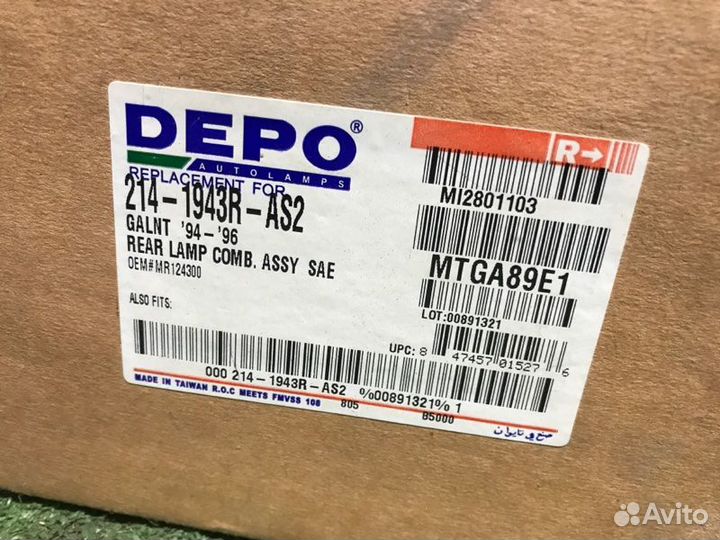 DEPO®
AUTOLAMPS
REPLACEMENT FOR
214-1943R-AS2
GALNT '94-'96
REAR LAMP COMB. ASSY SAE
OEM#MR124300
ALSO FITS:
R→
MI2801103
MTGA89E1
LOT:00891321
UPC: 8 47457 01527 6
000 214-1943R-AS2 %00891321% 1
MADE IN TAIWAN R.O.C MEETS FMVSS 108
805
B5000
صنع في تايوان
Avito